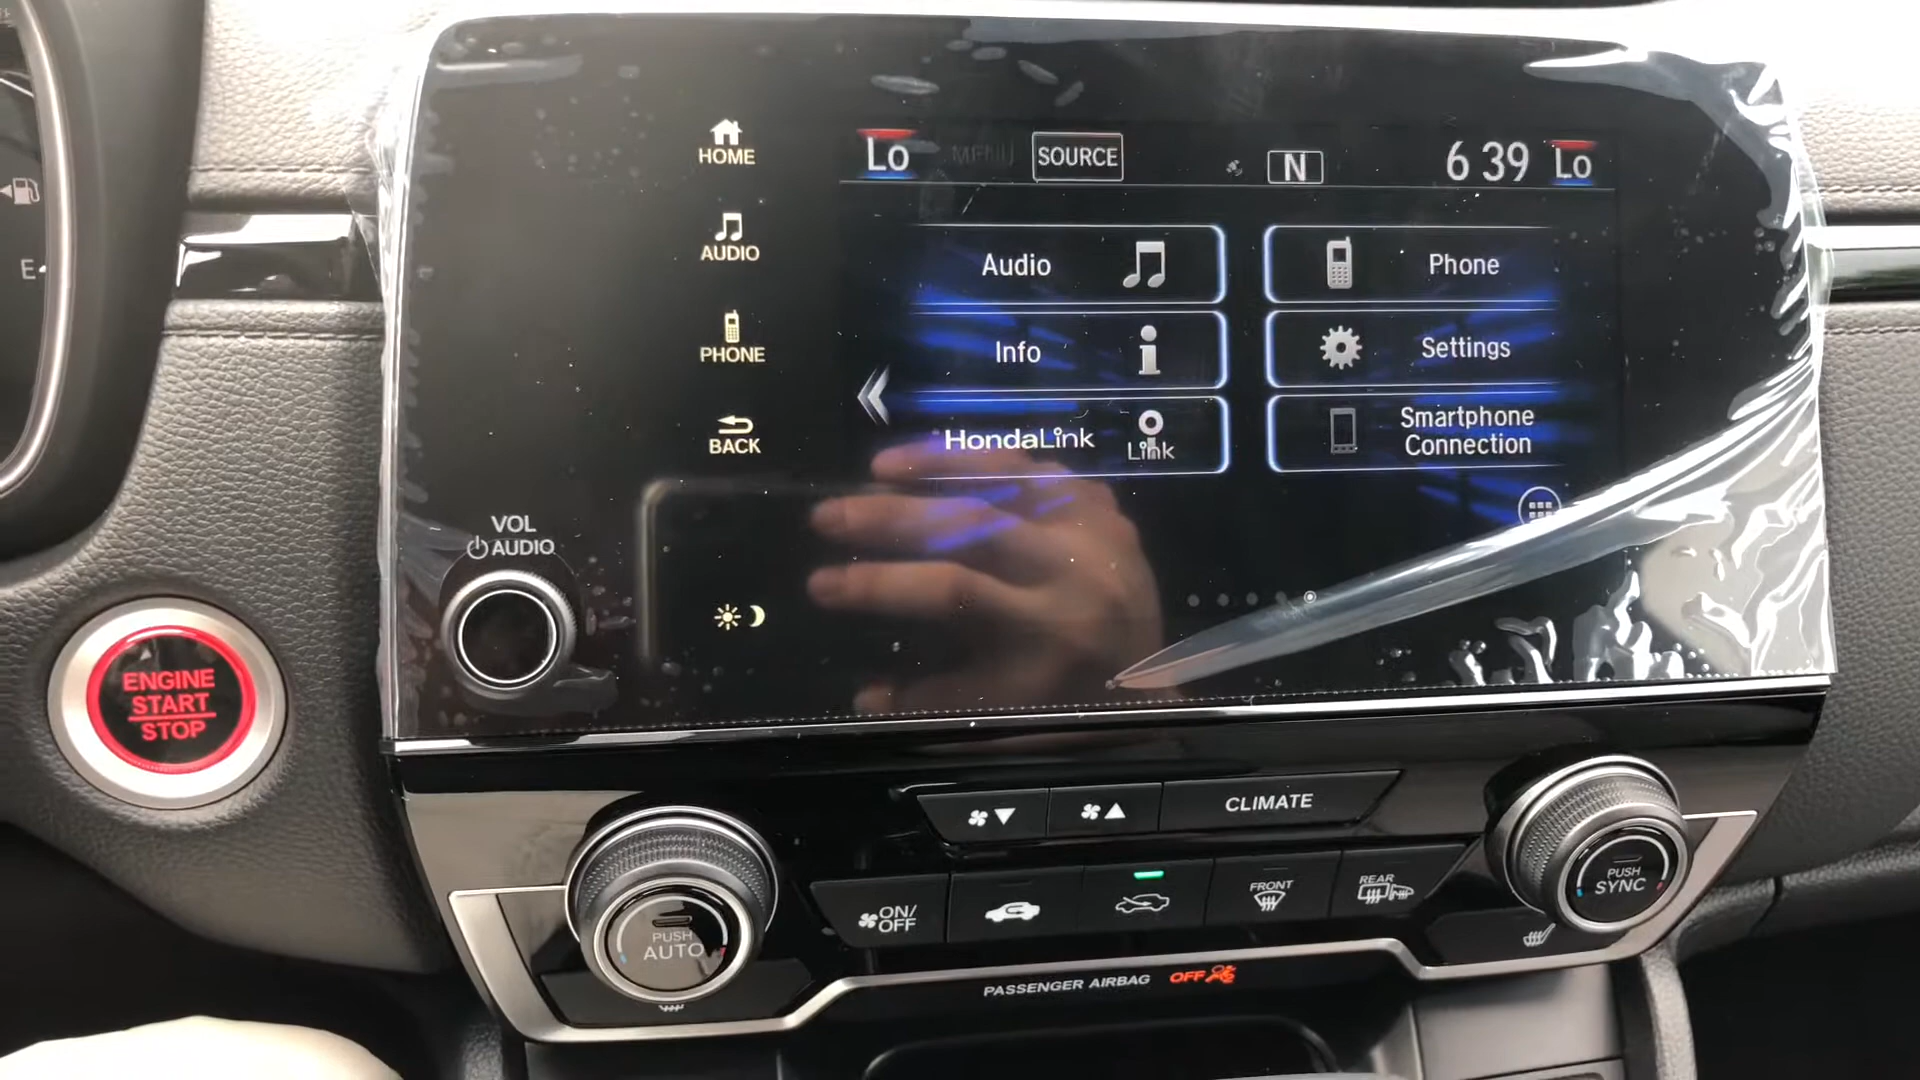 HOME
AUDIO
PHONE
BACK
VOL
AUDIO
Lo
MENU
SOURCE
N
6 39
Lo
Audio
Phone
Info
Settings
HondaLink
Link
Smartphone
Connection
E
ENGINE
START
STOP
CLIMATE
ON/
OFF
FRONT
REAR
PUSH
AUTO
PUSH
SYNC
PASSENGER AIRBAG OFF